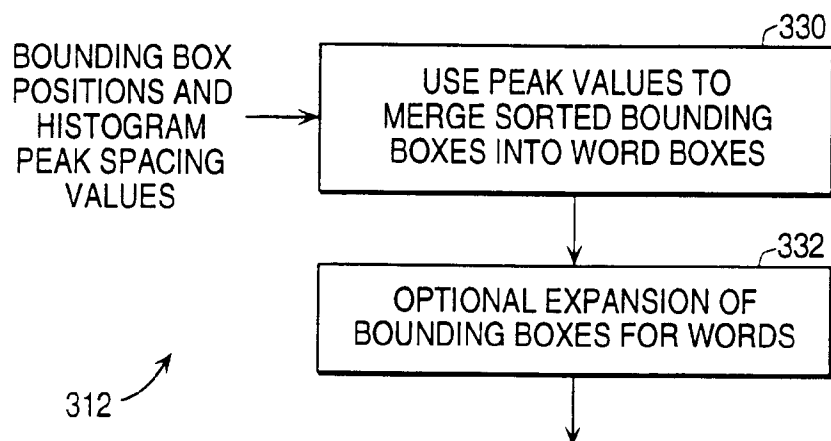 330
BOUNDING BOX
POSITIONS AND
HISTOGRAM
PEAK SPACING
VALUES
USE PEAK VALUES TO
MERGE SORTED BOUNDING
BOXES INTO WORD BOXES
332
OPTIONAL EXPANSION OF
BOUNDING BOXES FOR WORDS
312